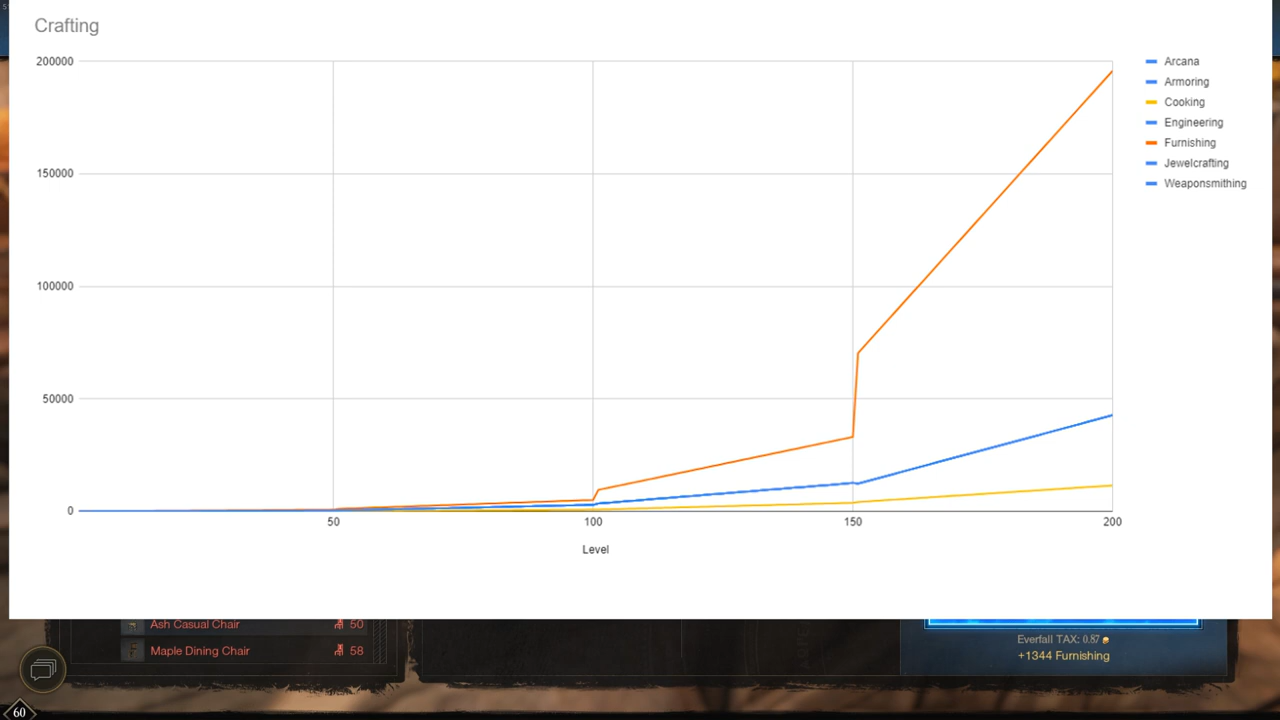 Crafting
200000
150000
100000
50000
0
50 100 150 200
Level
Arcana
Armoring
Cooking
Engineering
Furnishing
Jewelcrafting
Weaponsmithing
Ash Casual Chair 50
Maple Dining Chair 58
Everfall TAX: 0.87
+1344 Furnishing
60